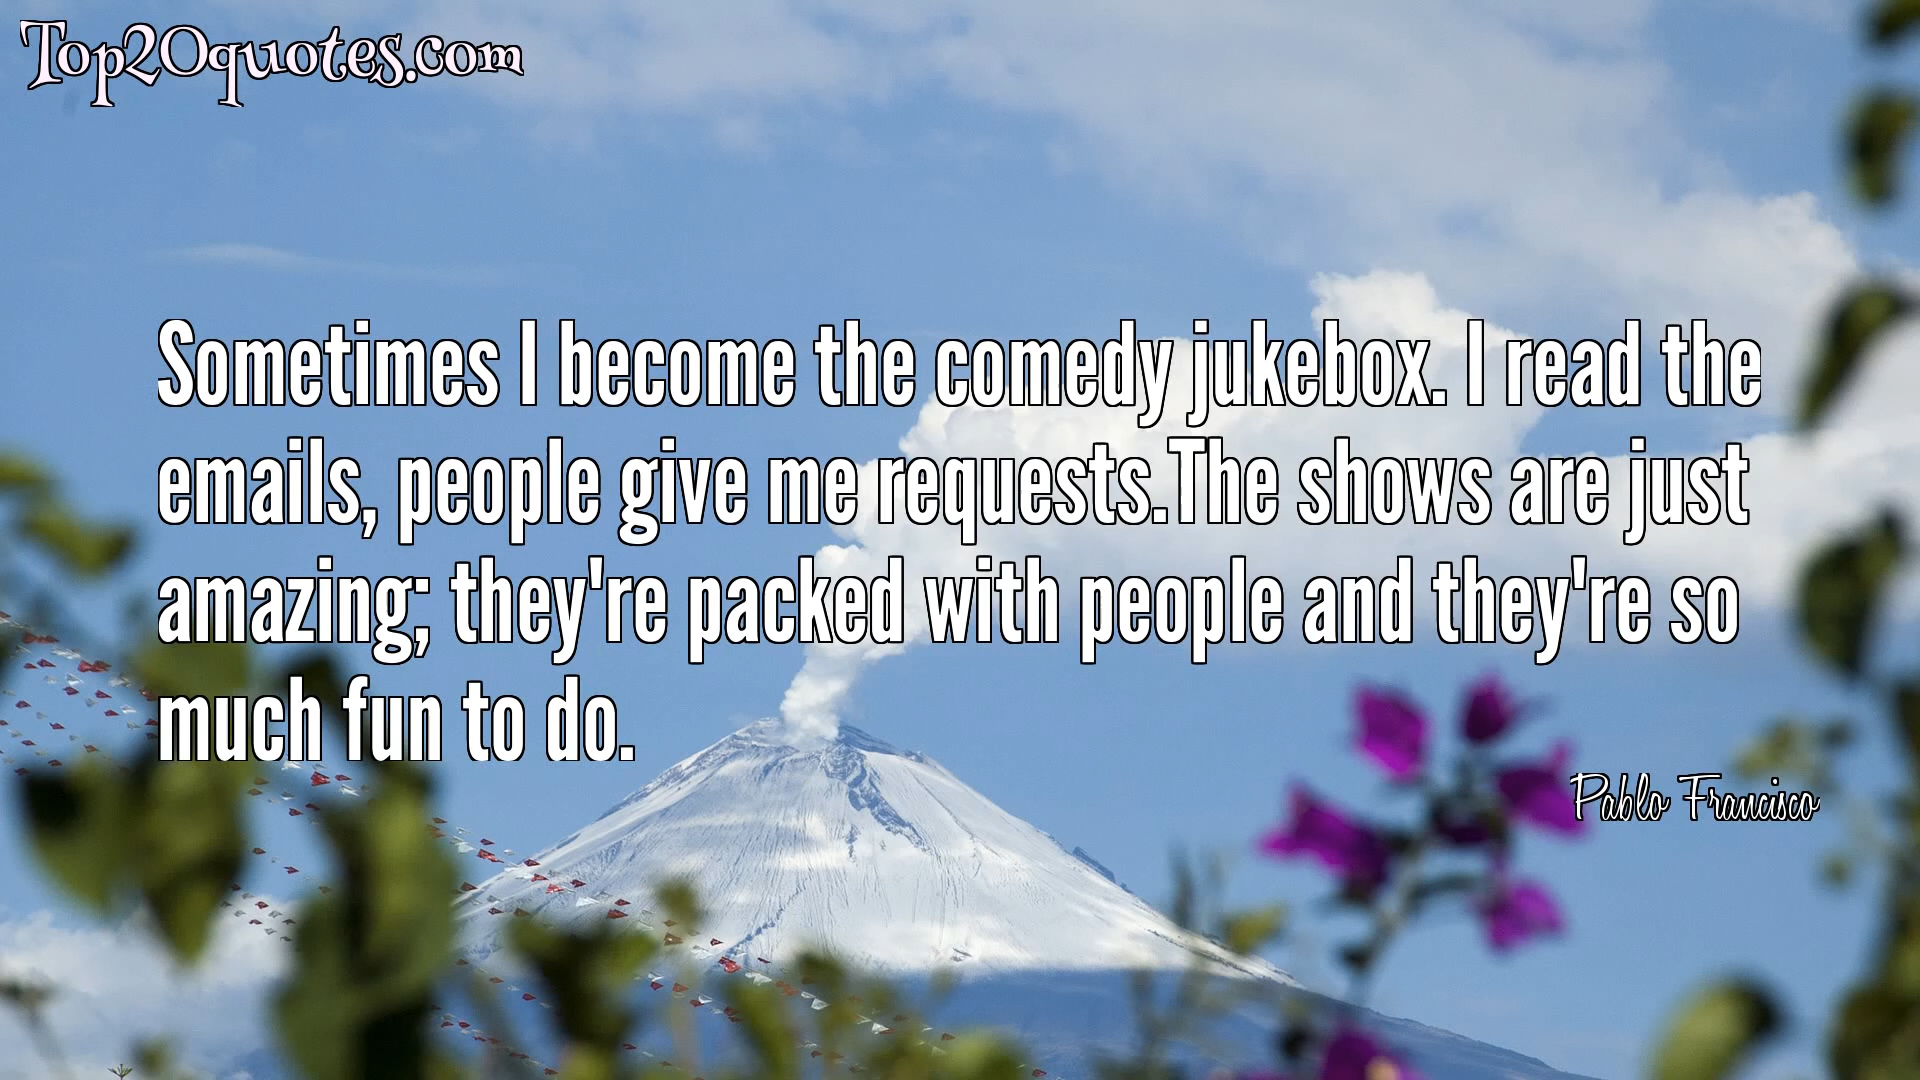 Top20quotes.com
Sometimes I become the comedy jukebox. I read the
emails, people give me requests.The shows are just
amazing; they're packed with people and they're so
much fun to do.
Pablo Francisco